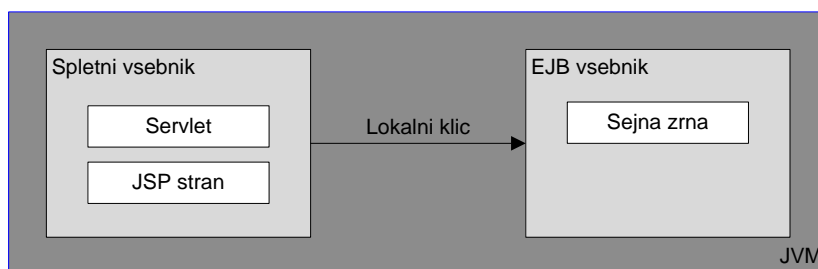 Spletni vsebnik
Servlet
JSP stran
Lokalni klic
EJB vsebnik
Sejna zrna
JVM